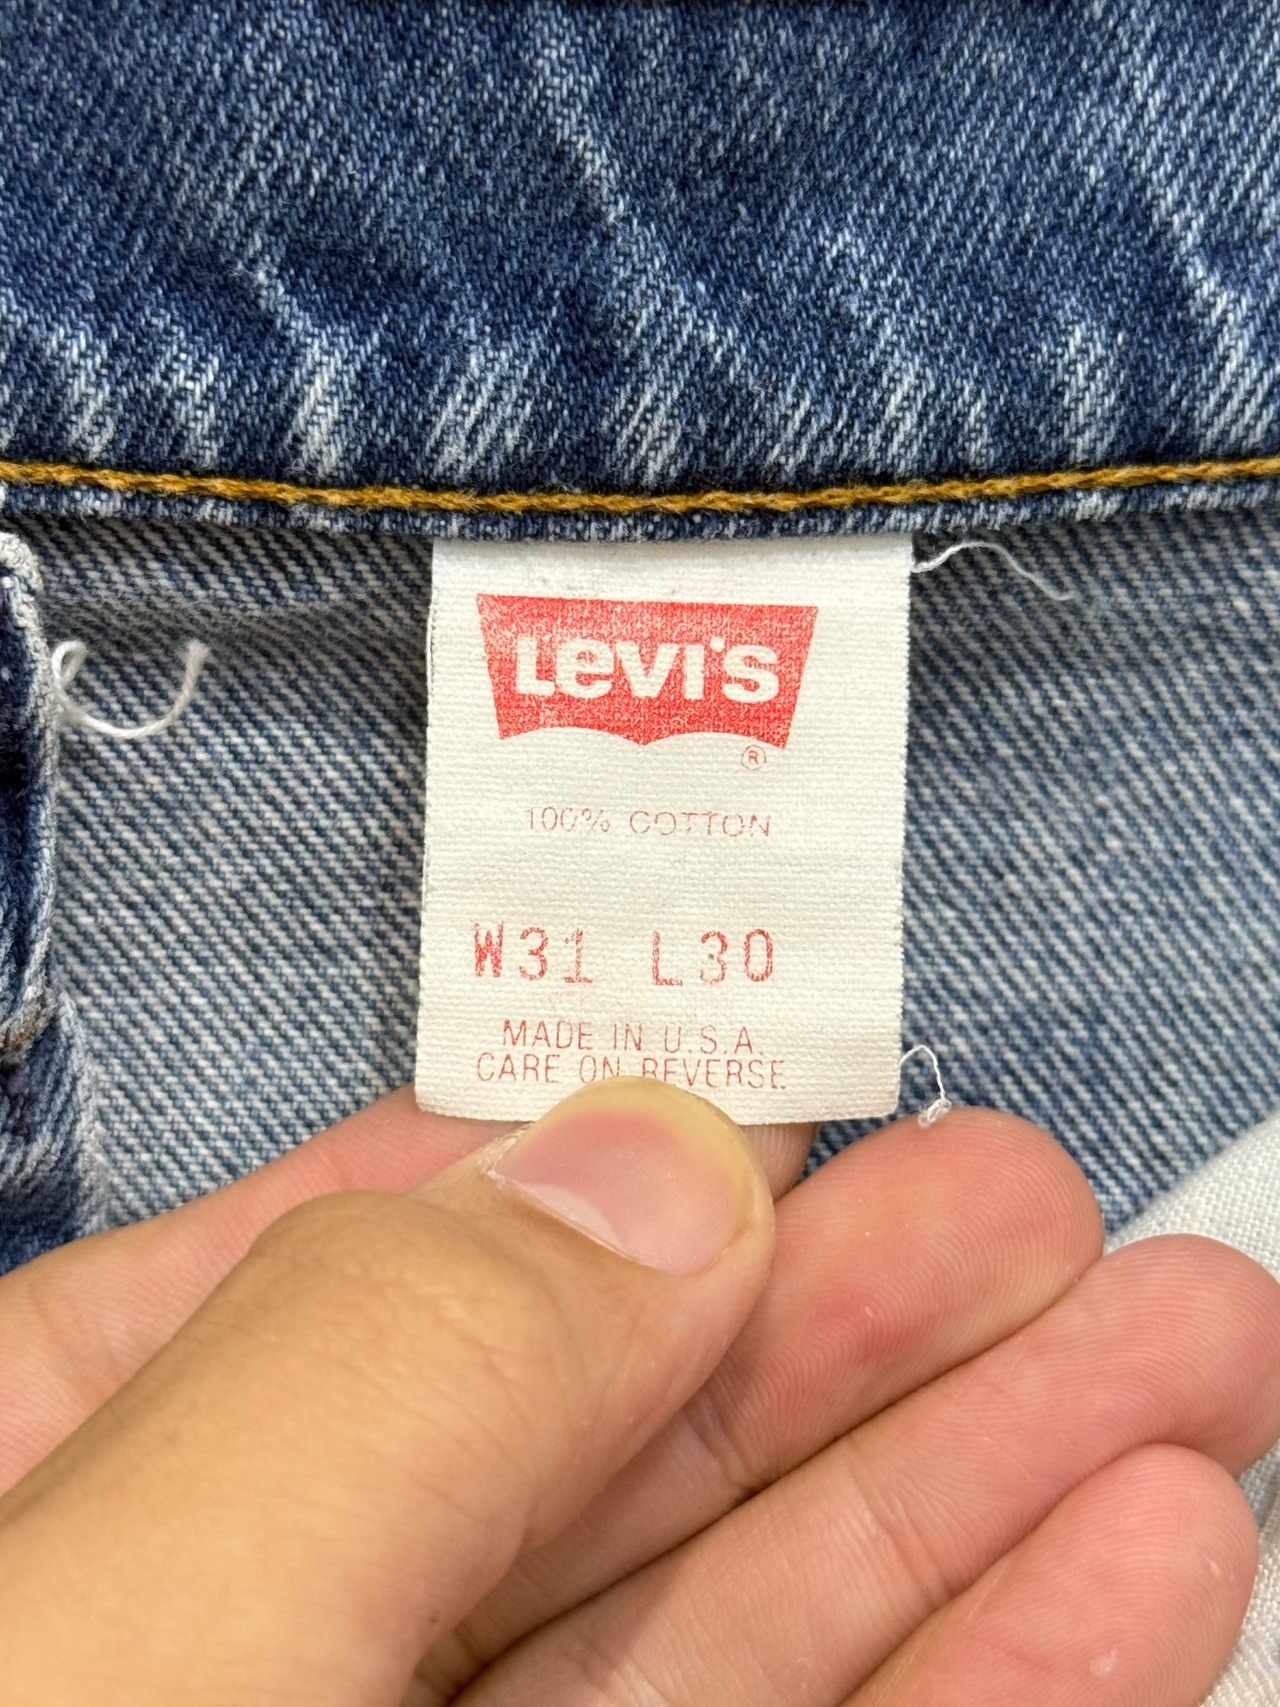 Levi's
®
100% COTTON
W31 L30
MADE IN U.S.A.
CARE ON REVERSE